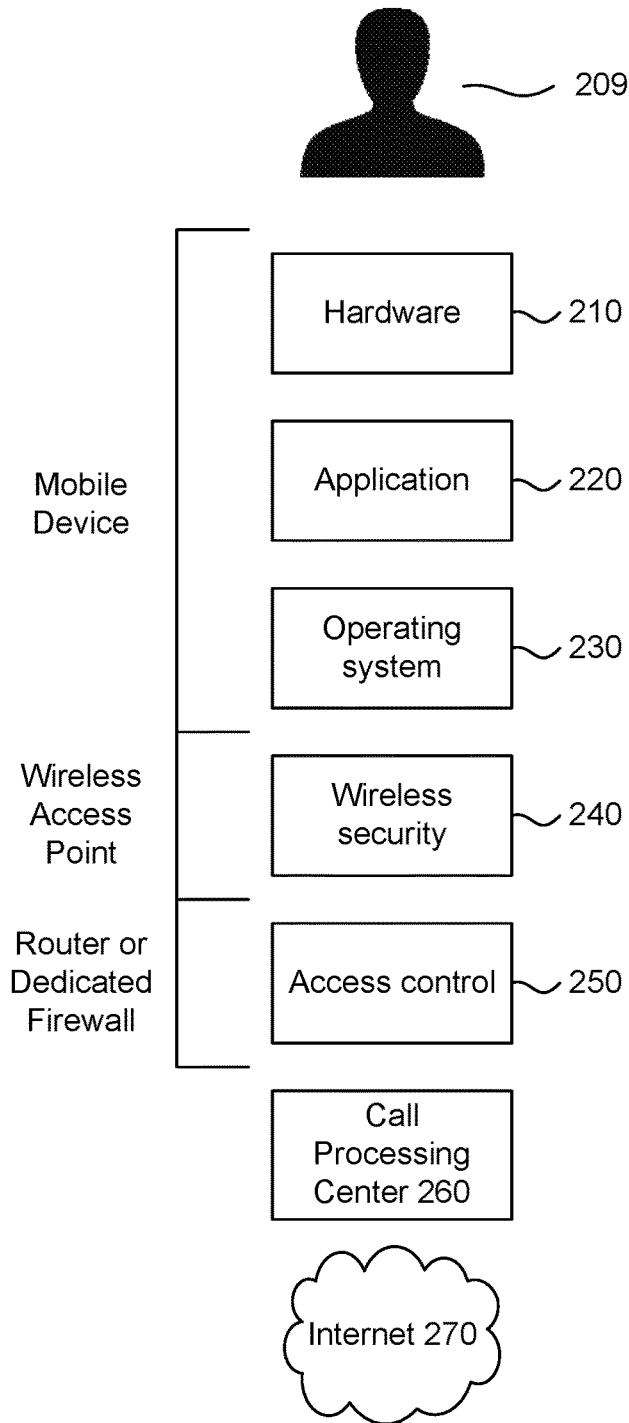 209
Hardware
210
Mobile
Device
Application
220
Operating
system
230
Wireless
Access
Point
Wireless
security
240
Router or
Dedicated
Firewall
Access control
250
Call
Processing
Center 260
Internet 270